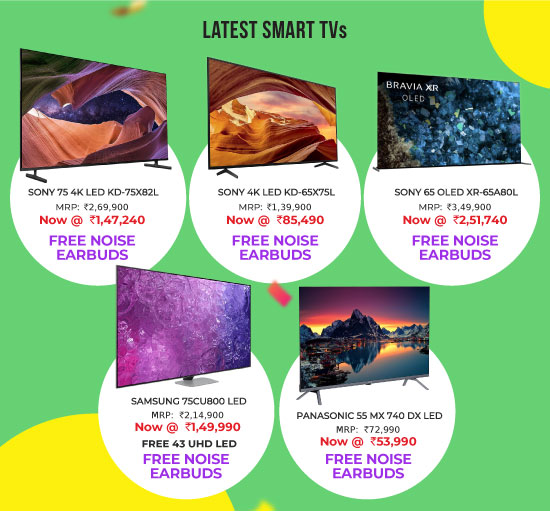 LATEST SMART TVs
BRAVIA XR
OLED
SONY 75 4K LED KD-75X82L
MRP: ₹2,69,900
Now @ ₹1,47,240
FREE NOISE
EARBUDS
SONY 4K LED KD-65X75L
MRP: ₹1,39,900
Now @ ₹85,490
FREE NOISE
EARBUDS
SONY 65 OLED XR-65A80L
MRP: ₹3,49,900
Now @ ₹2,51,740
FREE NOISE
EARBUDS
SAMSUNG 75CU800 LED
MRP: ₹2,14,900
Now @ ₹1,49,990
FREE 43 UHD LED
FREE NOISE
EARBUDS
PANASONIC 55 MX 740 DX LED
MRP: ₹72,990
Now @ ₹53,990
FREE NOISE
EARBUDS